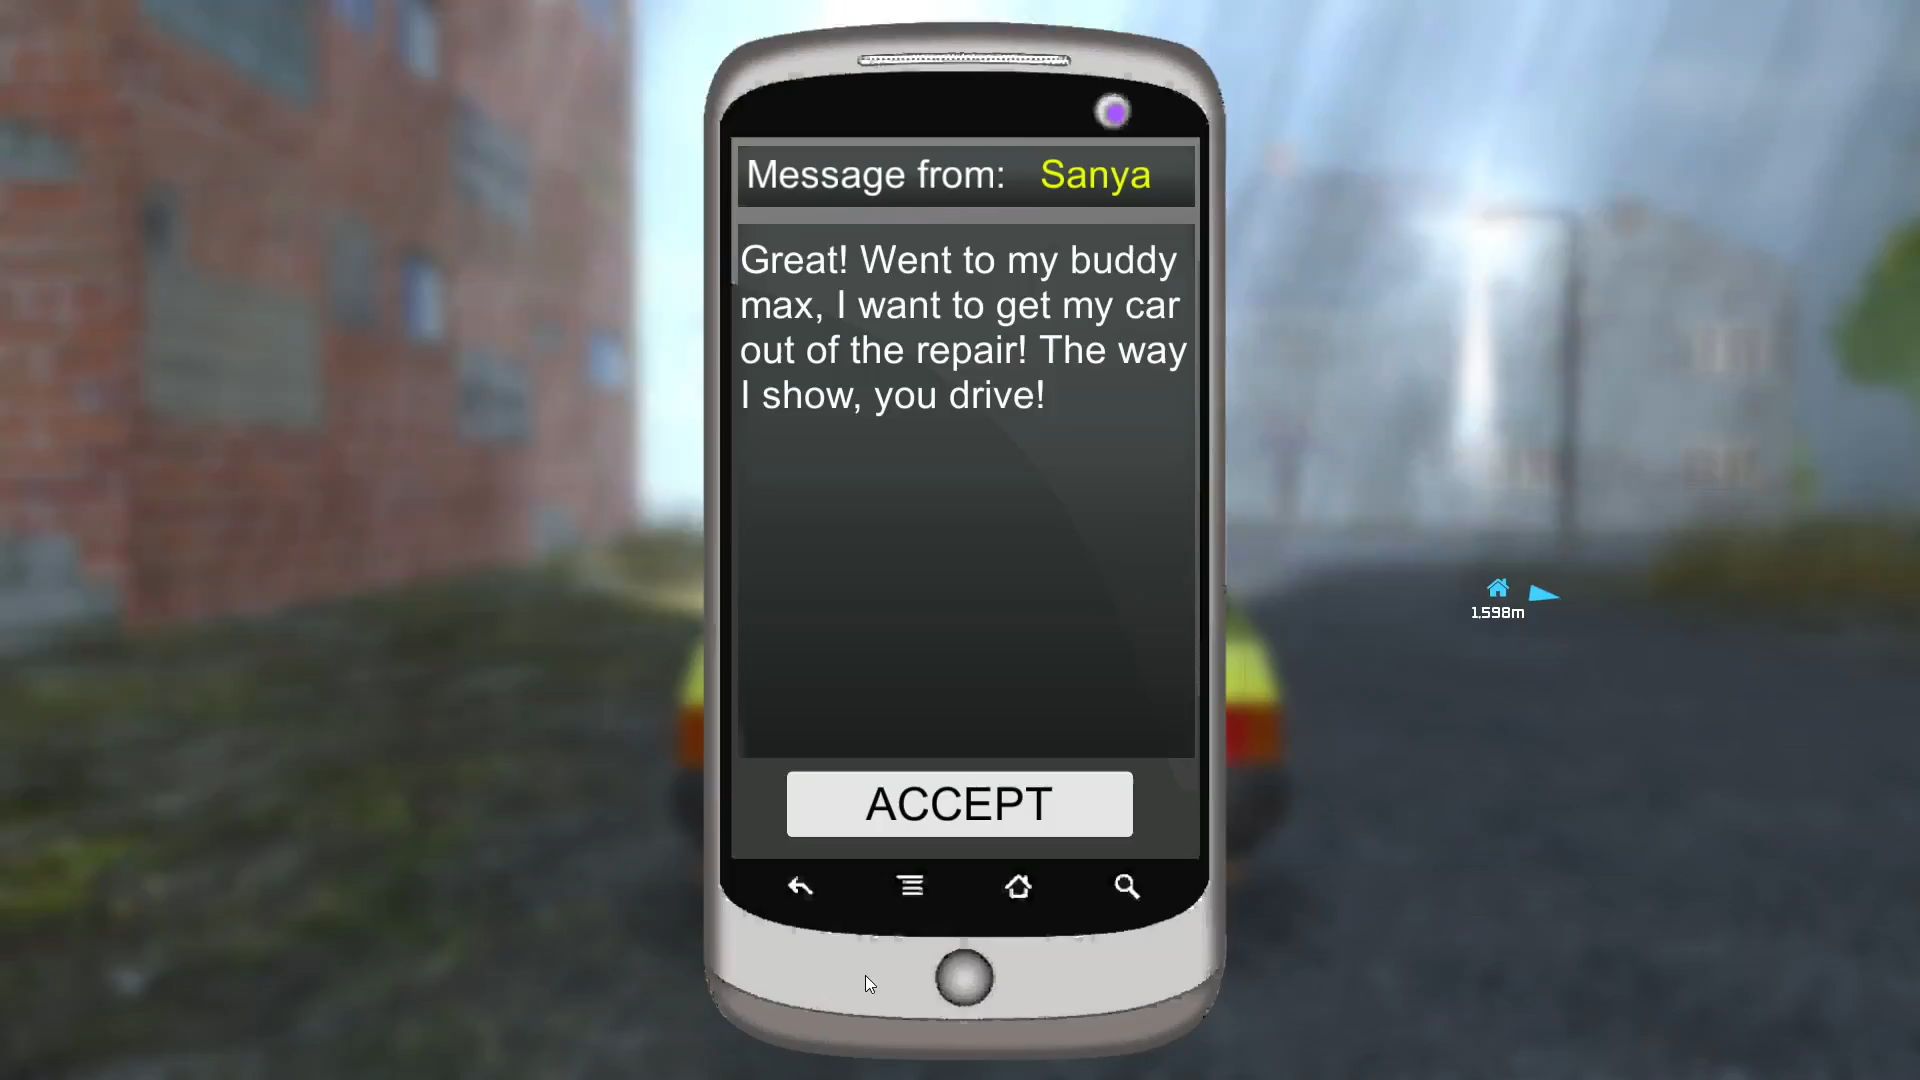 Message from: Sanya
Great! Went to my buddy
max, I want to get my car
out of the repair! The way
I show, you drive!
1,598m
ACCEPT